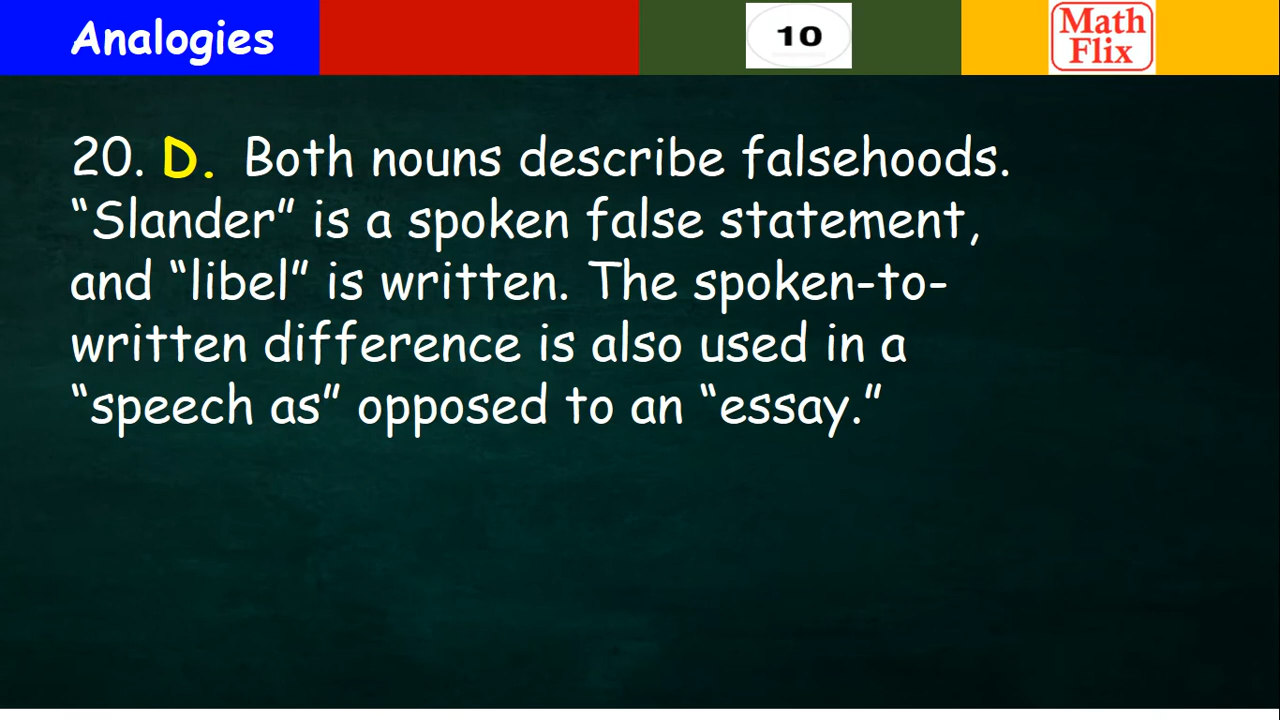 Analogies
10
Math
Flix
20. D. Both nouns describe falsehoods.
“Slander” is a spoken false statement,
and “libel” is written. The spoken-to-
written difference is also used in a
“speech as” opposed to an “essay.”